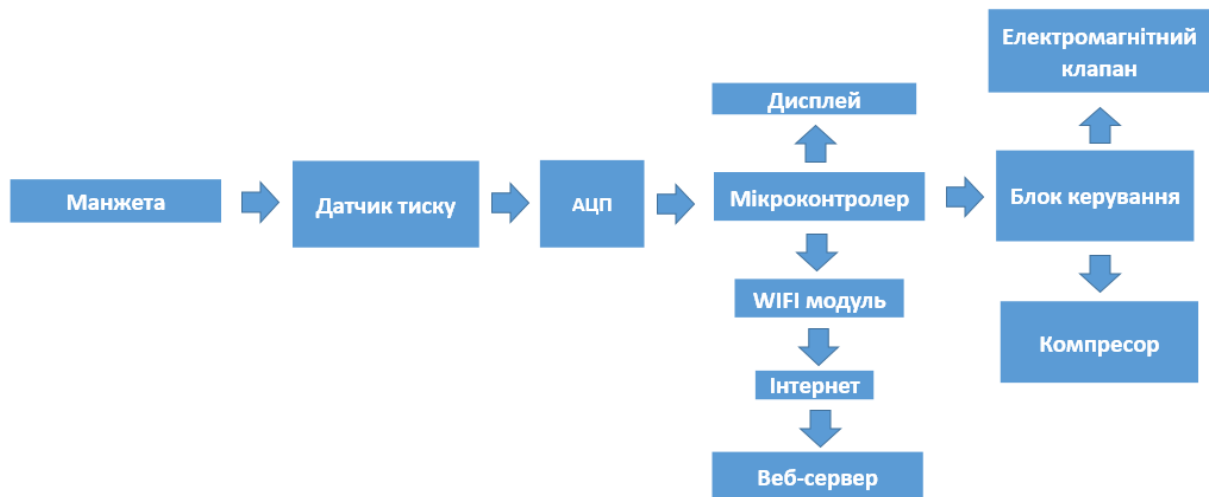 Електромагнітний
клапан
Дисплей
Манжета
Датчик тиску
АЦП
Мікроконтролер
Блок керування
WIFI модуль
Компресор
Інтернет
Веб-сервер